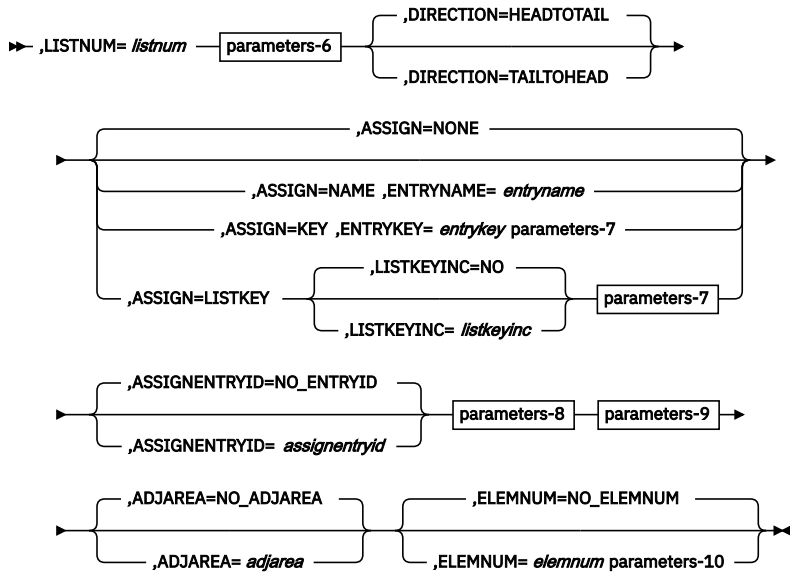 ,DIRECTION=HEADTOTAIL
,LISTNUM= listnum parameters-6
,DIRECTION=TAILTOHEAD
,ASSIGN=NONE
,ASSIGN=NAME ,ENTRYNAME= entryname
,ASSIGN=KEY ,ENTRYKEY= entrykey parameters-7
,LISTKEYINC=NO
,ASSIGN=LISTKEY parameters-7
,LISTKEYINC= listkeyinc
,ASSIGNENTRYID=NO_ENTRYID
parameters-8 parameters-9
,ASSIGNENTRYID= assignentryid
,ADJAREA=NO_ADJAREA ,ELEMNUM=NO_ELEMNUM
,ADJAREA= adjarea ,ELEMNUM= elemnum parameters-10